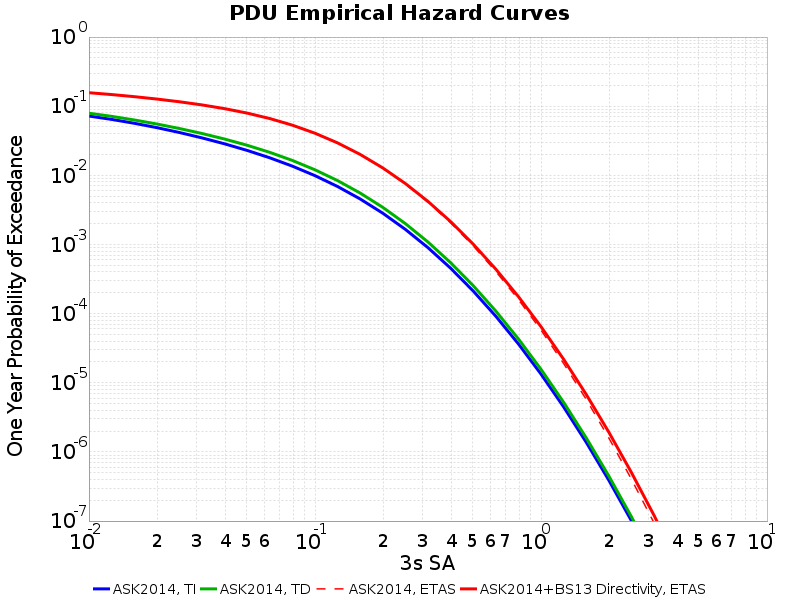 PDU Empirical Hazard Curves
One Year Probability of Exceedance
10^0
10^-1
10^-2
10^-3
10^-4
10^-5
10^-6
10^-7
10^-2 2 3 4 5 6 10^-1 2 3 4 5 6 7 10^0 2 3 4 5 6 7 10^1
3s SA
ASK2014, TI ASK2014, TD ASK2014, ETAS ASK2014+BS13 Directivity, ETAS